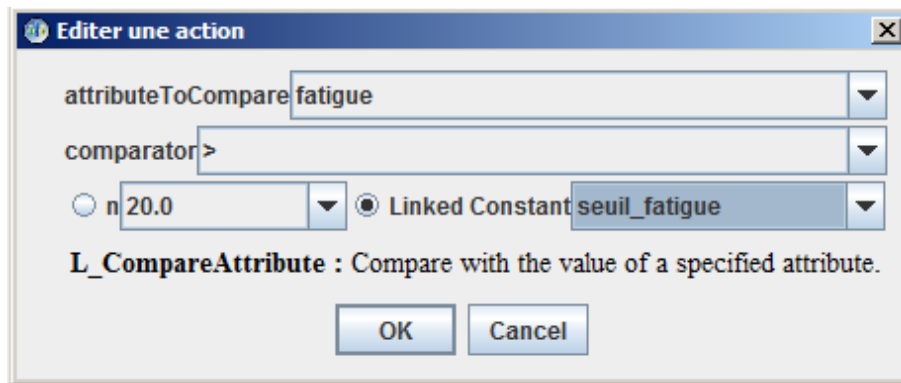 Editer une action
attributeToCompare fatigue
comparator >
n 20.0 Linked Constant seuil_fatigue
L_CompareAttribute : Compare with the value of a specified attribute.
OK Cancel